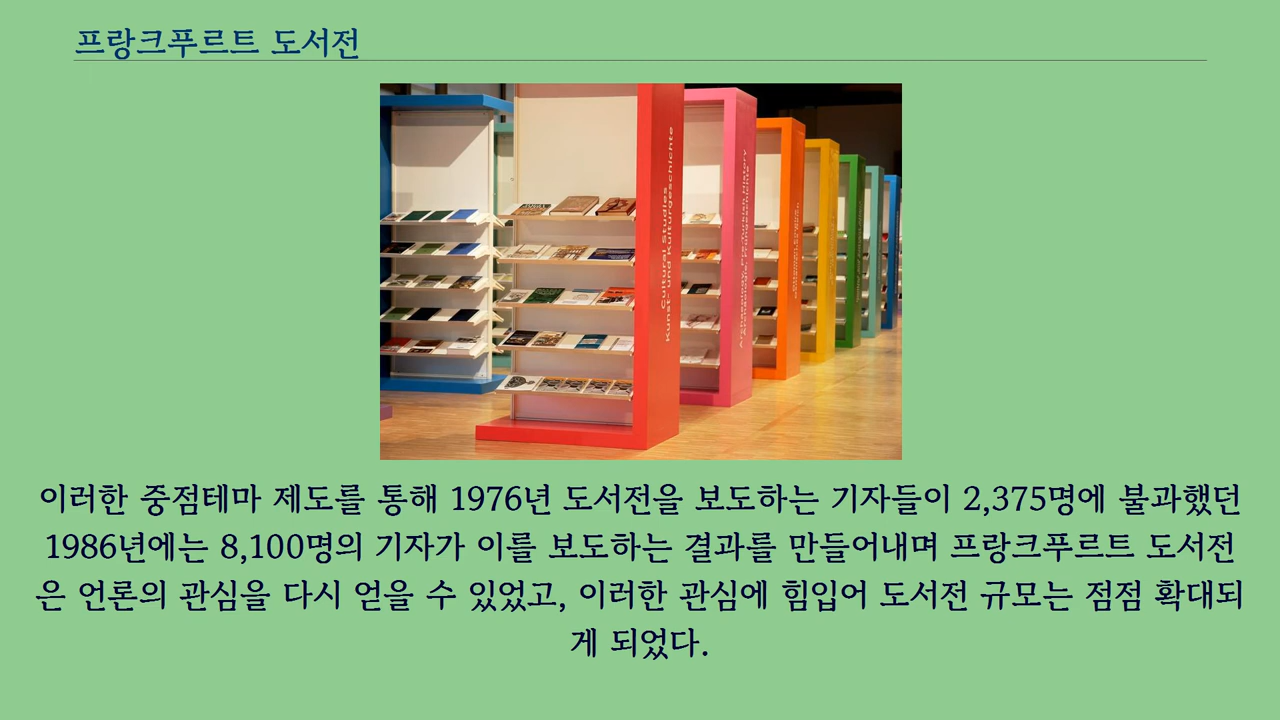 프랑크푸르트 도서전
Cultural Studies
Kunst- und Kulturgeschichte
이러한 중점테마 제도를 통해 1976년 도서전을 보도하는 기자들이 2,375명에 불과했던
1986년에는 8,100명의 기자가 이를 보도하는 결과를 만들어내며 프랑크푸르트 도서전
은 언론의 관심을 다시 얻을 수 있었고, 이러한 관심에 힘입어 도서전 규모는 점점 확대되
게 되었다.